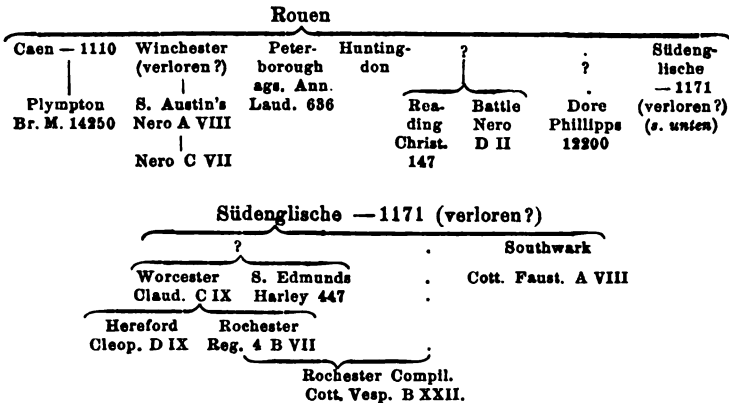 Rouen
Caen — 1110 Winchester Peter- Hunting- ? . Südeng-
(verloren?) borough don ? lische
ags. Ann. . — 1171
Plympton S. Austin's Laud. 636 Rea- Battle Dore (verloren?)
Br. M. 14250 Nero A VIII ding Nero Phillipps (s. unten)
Christ. D II 12200
Nero C VII 147
Südenglische — 1171 (verloren?)
? . Southwark
Worcester S. Edmunds . Cott. Faust. A VIII
Claud. C IX Harley 447 .
Hereford Rochester
Cleop. D IX Reg. 4 B VII .
Rochester Compil.
Cott. Vesp. B XXII.